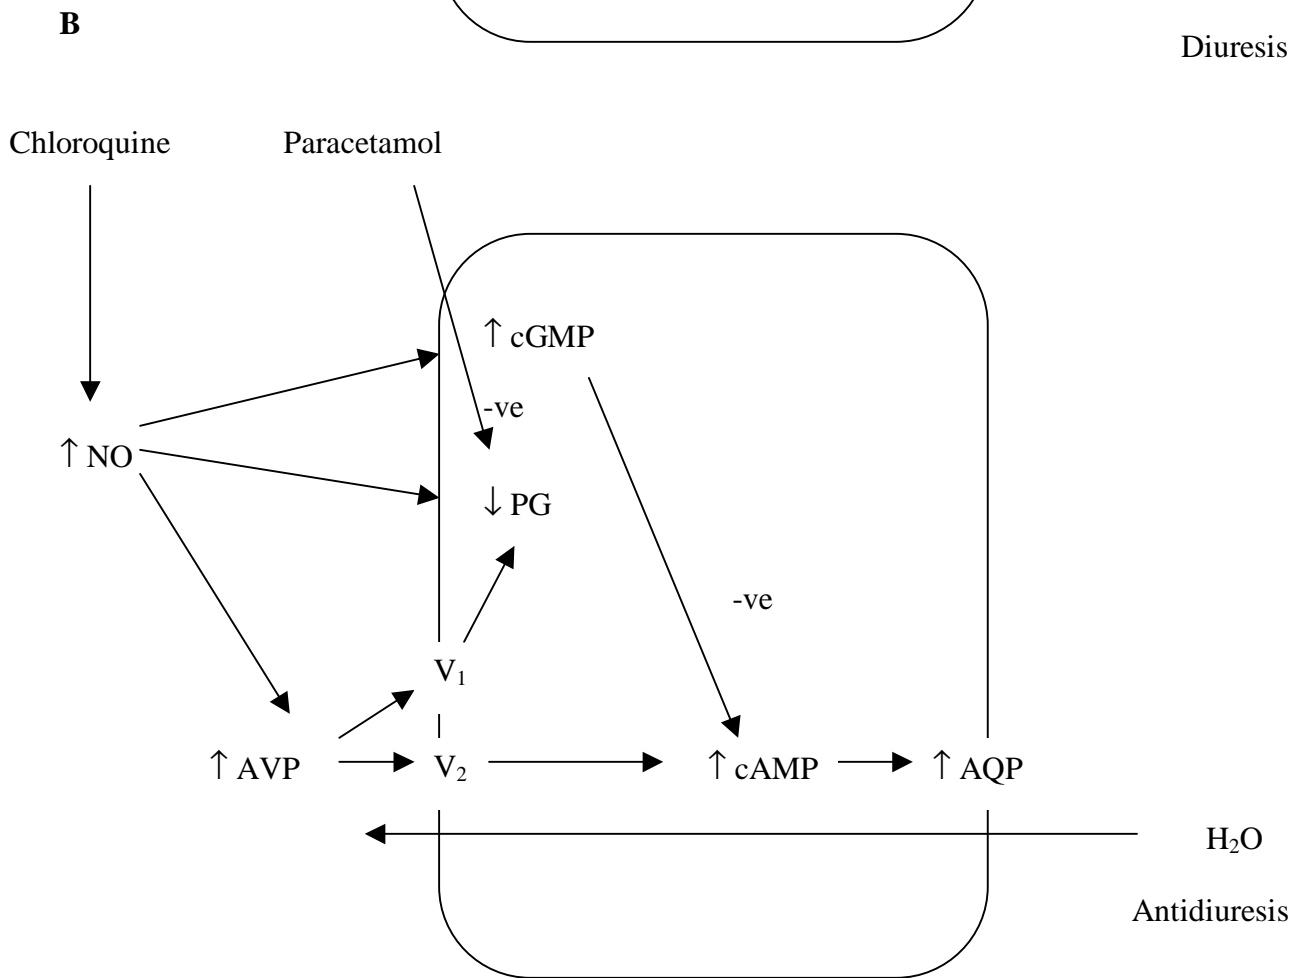 B
Diuresis
Chloroquine
Paracetamol
↑ cGMP
-ve
↑ NO
↓ PG
-ve
V₁
↑ AVP
V₂
↑ cAMP
↑ AQP
H₂O
Antidiuresis